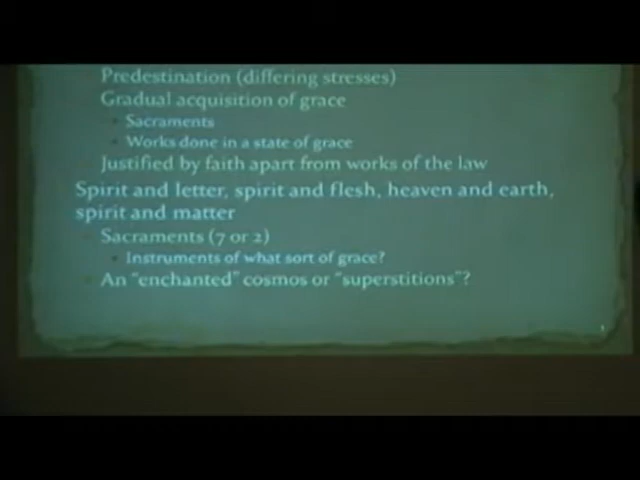 Predestination (differing stresses)
Gradual acquisition of grace
Sacraments
Works done in a state of grace
Justified by faith apart from works of the law
Spirit and letter, spirit and flesh, heaven and earth,
spirit and matter
Sacraments (7 or 2)
Instruments of what sort of grace?
An “enchanted” cosmos or “superstitions”?